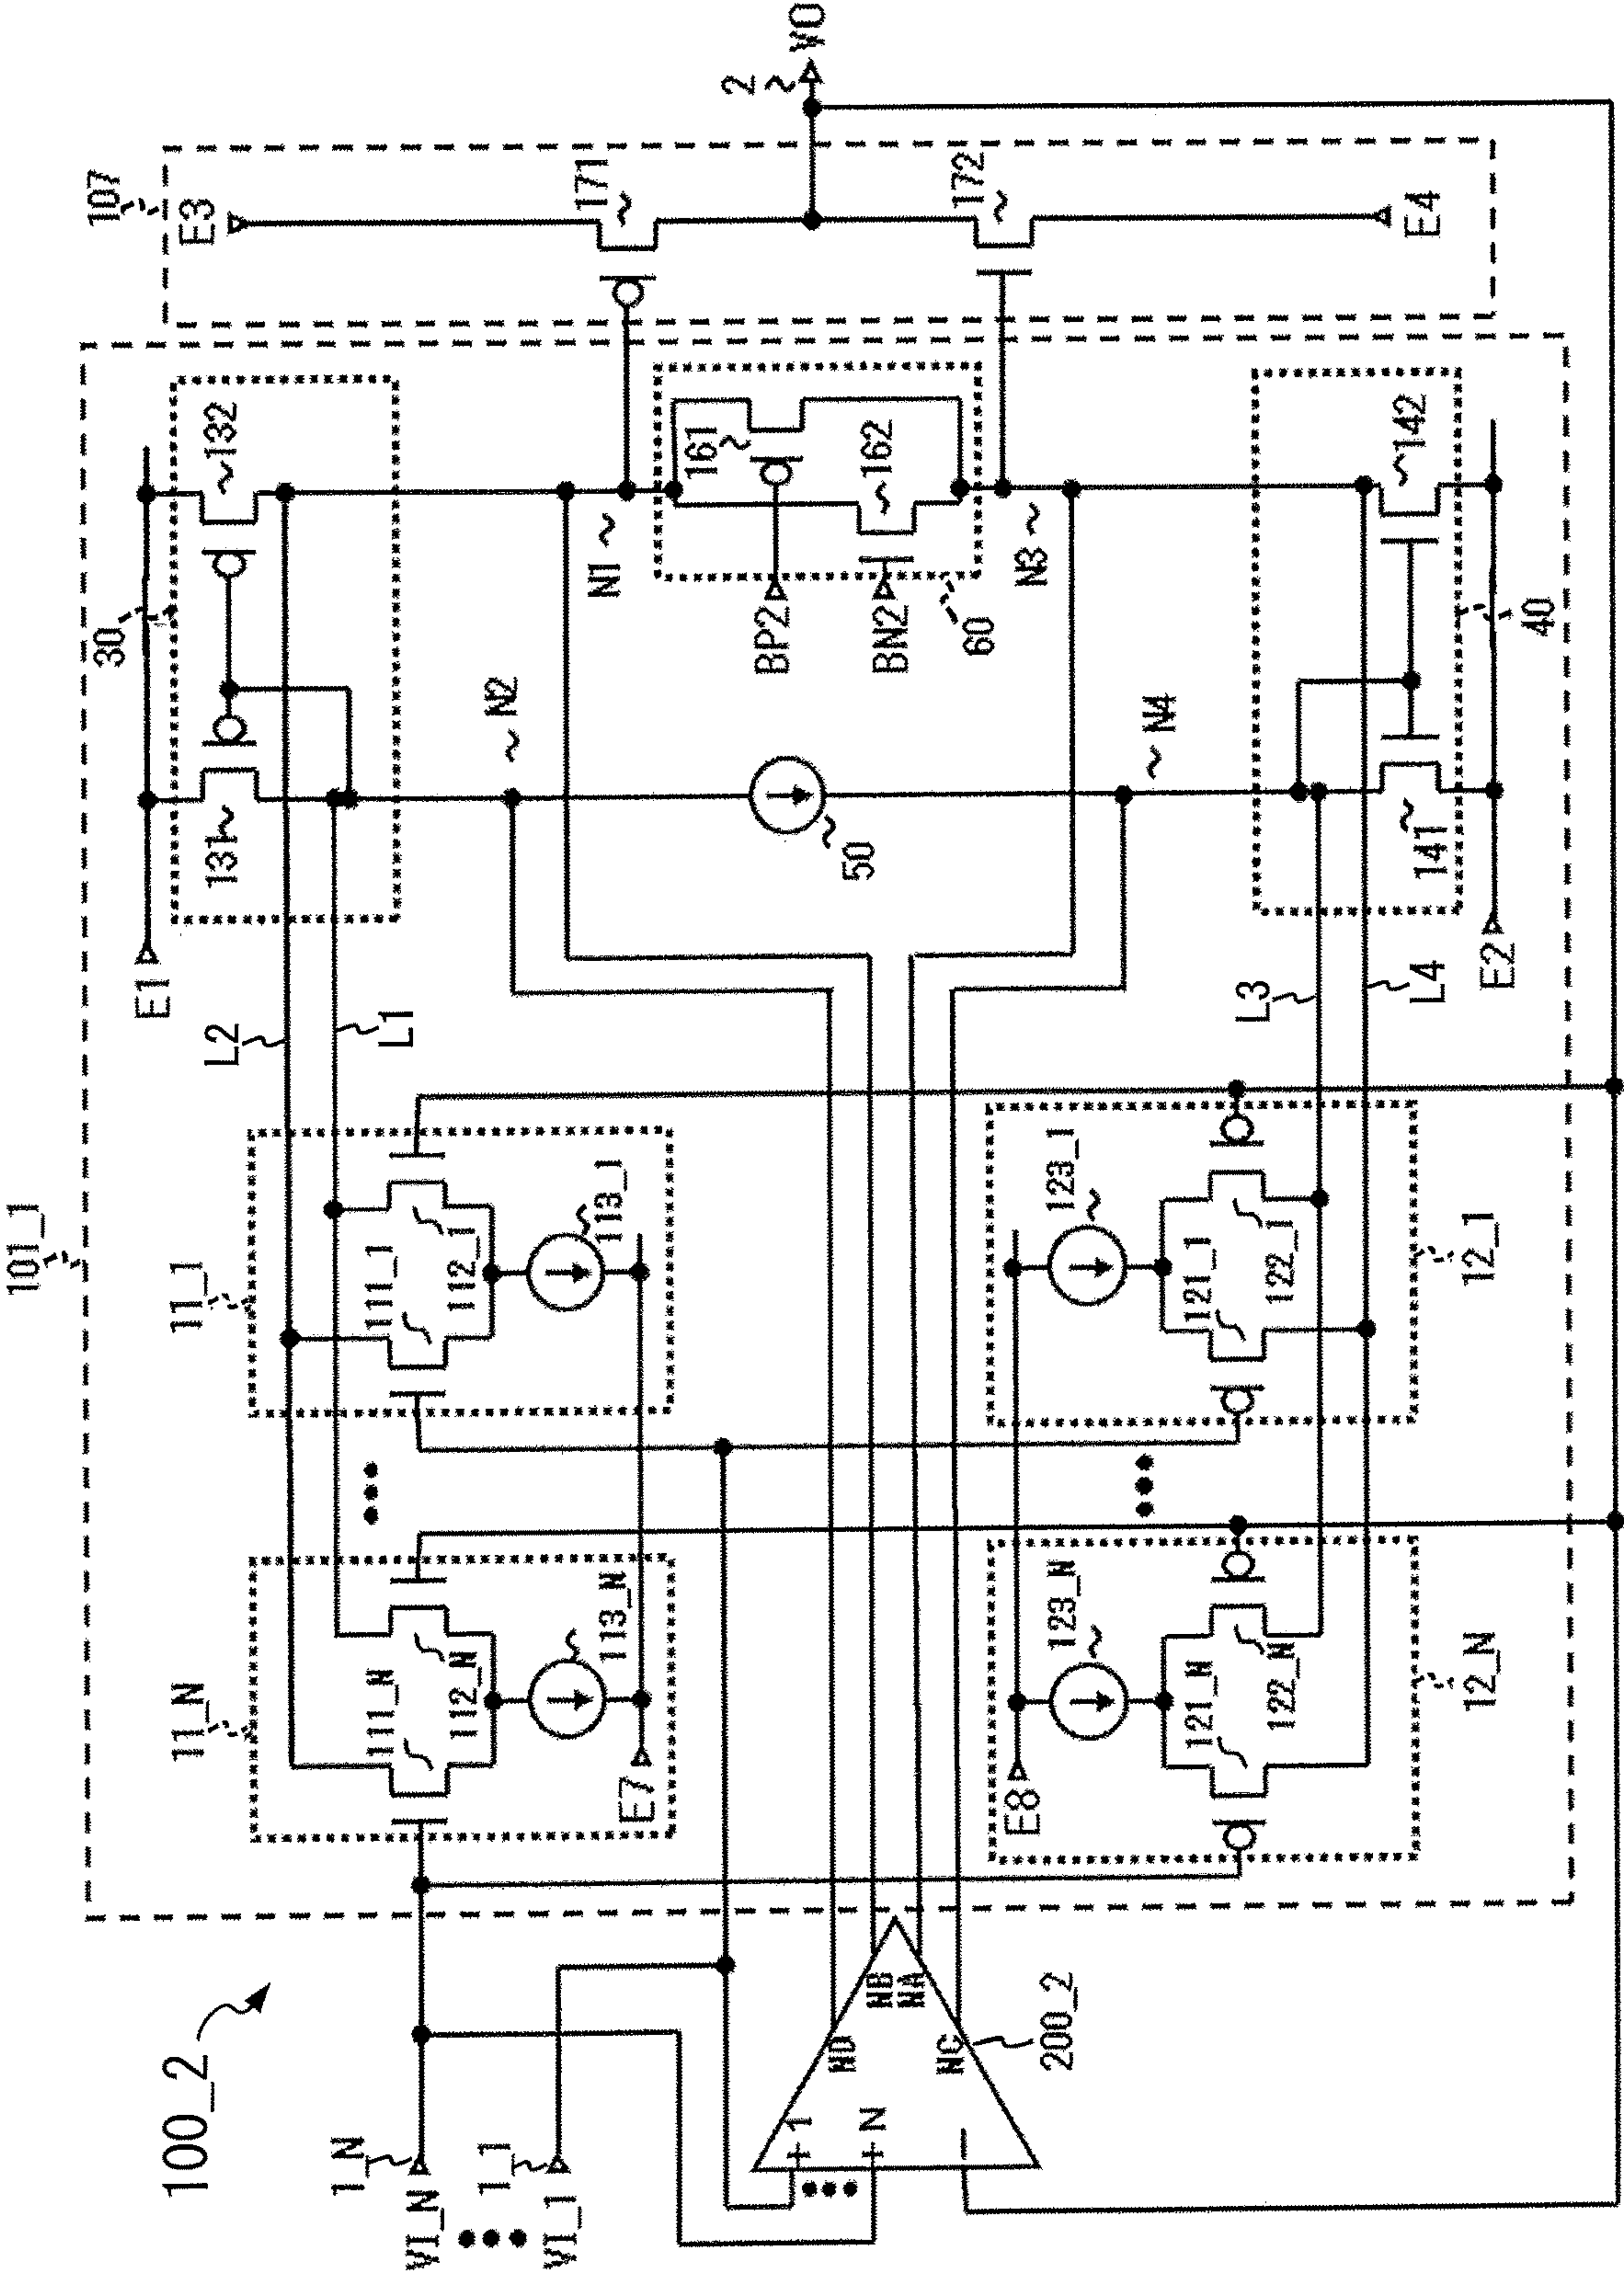 100_2
101_1
107
E3
171
172
E4
2
VO
30
132
131
E1
L2
L1
N1
N2
161
162
BP2
BN2
60
N3
N4
50
142
141
40
E2
L3
L4
11_1
111_1
112_1
113_1
123_1
121_1
122_1
12_1
11_N
111_N
112_N
113_N
E7
123_N
121_N
122_N
E8
12_N
1_N
VI_N
1_1
VI_1
+1
+N
−
ND
NB
NA
NC
200_2